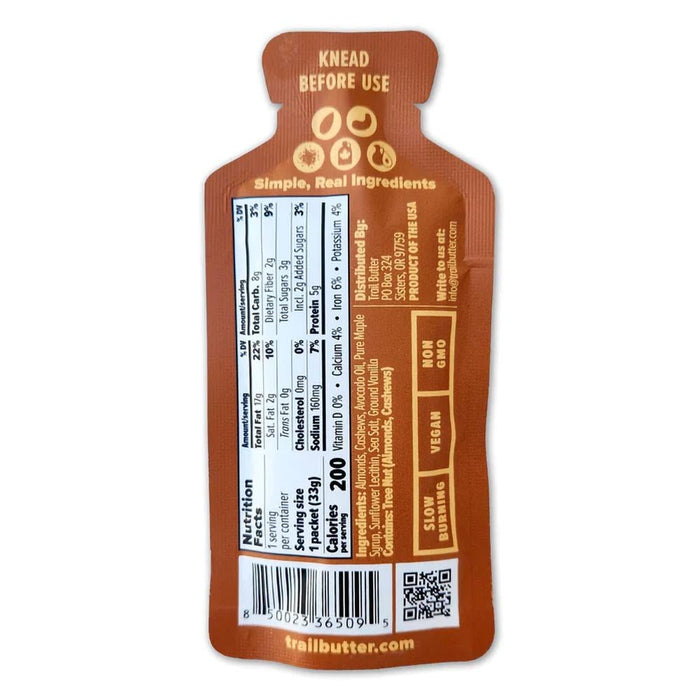 KNEAD
BEFORE USE
Simple, Real Ingredients
Nutrition
Facts
1 serving
per container
Serving size
1 packet (33g)
Calories 200
per serving
Amount/serving % DV
Total Fat 17g 22%
Sat. Fat 2g 10%
Trans Fat 0g
Cholesterol 0mg 0%
Sodium 160mg 7%
Amount/serving % DV
Total Carb. 8g 3%
Dietary Fiber 2g 9%
Total Sugars 3g
Incl. 2g Added Sugars 3%
Protein 5g
Vitamin D 0% • Calcium 4% • Iron 6% • Potassium 4%
Ingredients: Almonds, Cashews, Avocado Oil, Pure Maple
Syrup, Sunflower Lecithin, Sea Salt, Ground Vanilla
Contains: Tree Nut (Almonds, Cashews)
Distributed By:
Trail Butter
PO Box 324
Sisters, OR 97759
PRODUCT OF THE USA
Write to us at:
info@trailbutter.com
SLOW
BURNING
VEGAN
NON
GMO
8 50023 36509 5
trailbutter.com